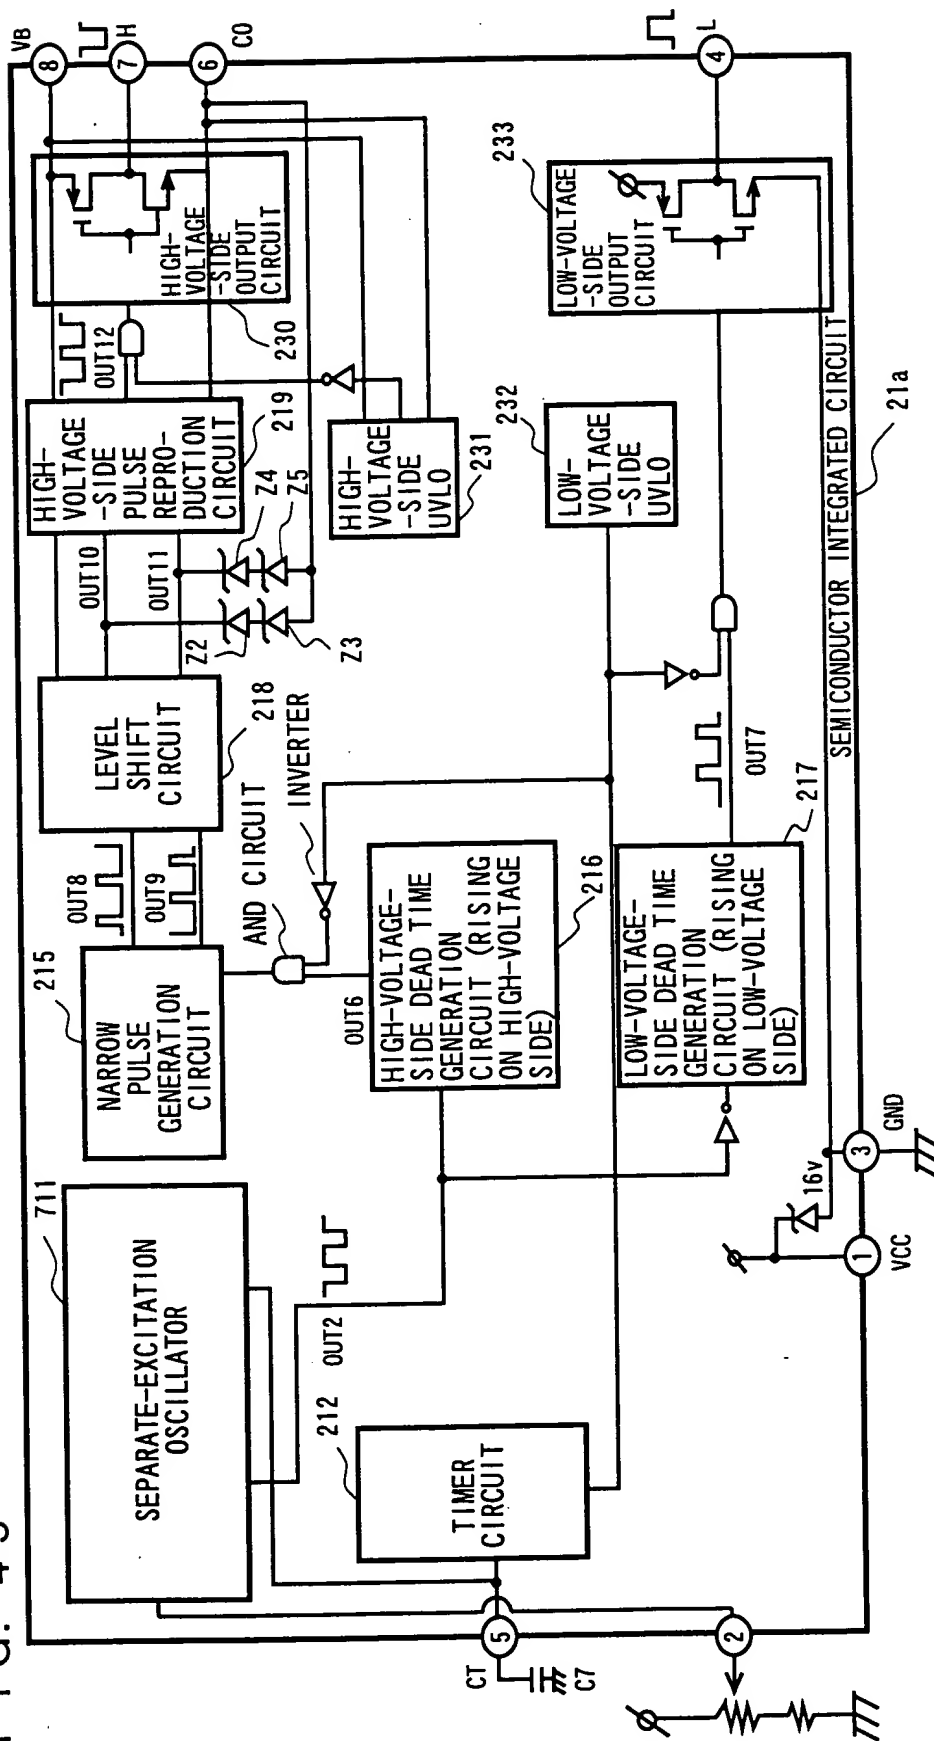 711
SEPARATE-EXCITATION
OSCILLATOR
215
NARROW
PULSE
GENERATION
CIRCUIT
OUT8
OUT9
LEVEL
SHIFT
CIRCUIT
218
OUT10
OUT11
HIGH-
VOLTAGE
-SIDE
PULSE
REPRO-
DUCTION
CIRCUIT
219
OUT12
HIGH-
VOLTAGE
-SIDE
OUTPUT
CIRCUIT
230
VB
8
H
7
6
CO
Z2
Z3
Z4
Z5
HIGH-
VOLTAGE
-SIDE
UVLO
231
AND CIRCUIT
INVERTER
OUT6
HIGH-VOLTAGE-
SIDE DEAD TIME
GENERATION
CIRCUIT (RISING
ON HIGH-VOLTAGE
SIDE)
216
OUT2
212
TIMER
CIRCUIT
CT
5
C7
2
232
LOW-
VOLTAGE
-SIDE
UVLO
233
LOW-VOLTAGE
-SIDE
OUTPUT
CIRCUIT
4
L
LOW-VOLTAGE-
SIDE DEAD TIME
GENERATION
CIRCUIT (RISING
ON LOW-VOLTAGE
SIDE)
217
OUT7
16v
1
VCC
3
GND
SEMICONDUCTOR INTEGRATED CIRCUIT
21a